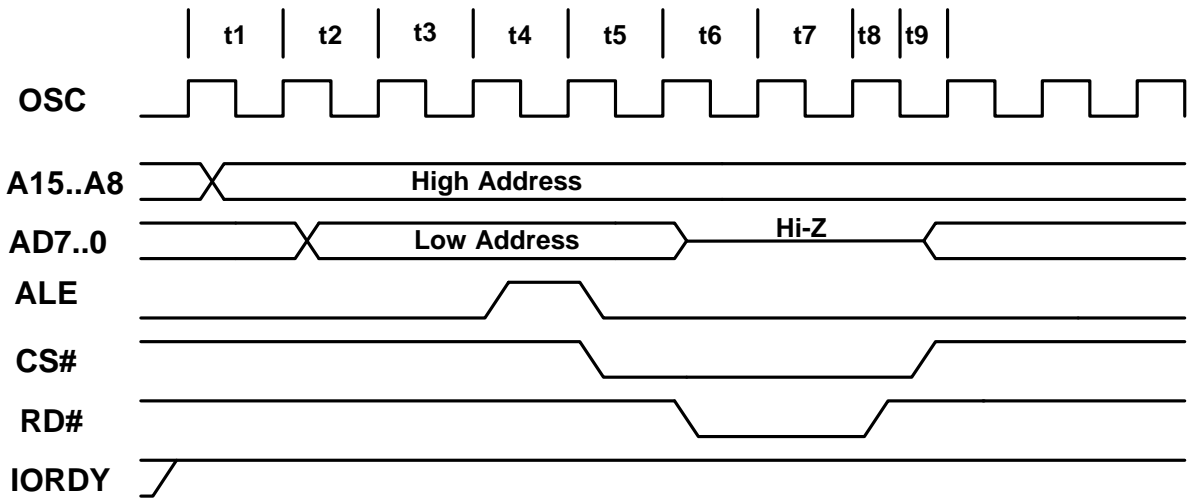 t1 t2 t3 t4 t5 t6 t7 t8 t9
OSC
A15..A8 High Address
AD7..0 Low Address Hi-Z
ALE
CS#
RD#
IORDY